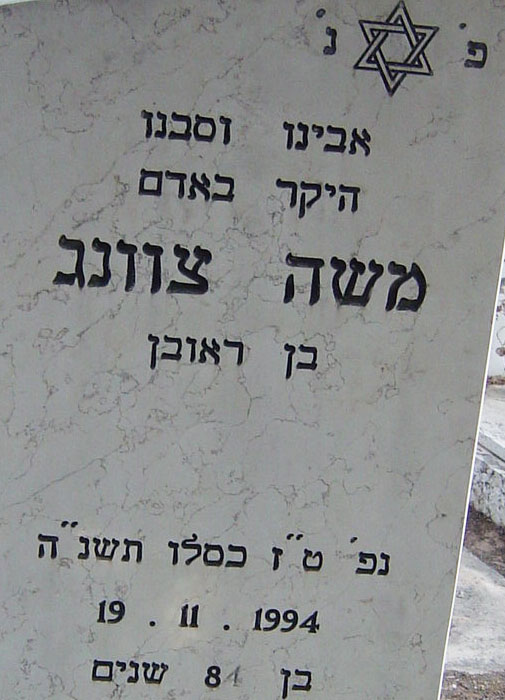 פ' נ'
אבינו וסבנו
היקר באדם
משה צוונג
בן ראובן
נפ' ט"ז כסלו תשנ"ה
19 . 11 . 1994
בן שנים